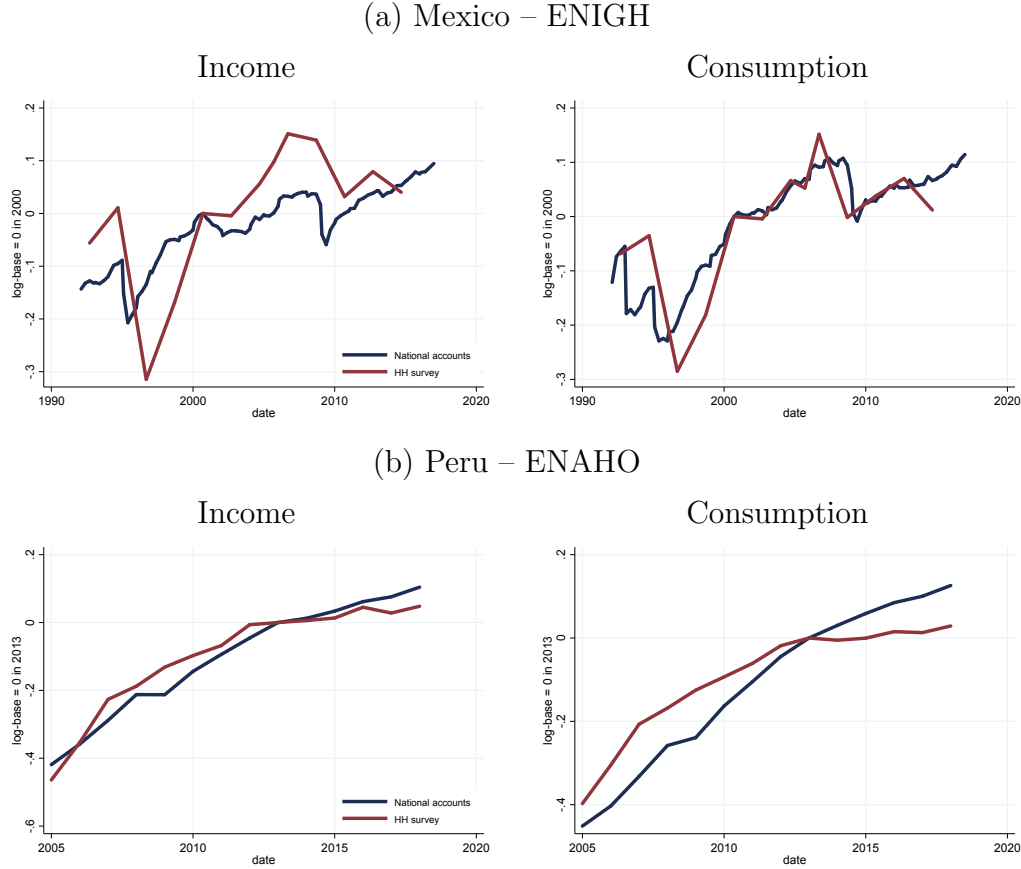 (a) Mexico – ENIGH
Income
Consumption
log-base = 0 in 2000
.2
.1
0
-.1
-.2
-.3
National accounts
HH survey
1990
2000
2010
2020
date
log-base = 0 in 2000
.2
.1
0
-.1
-.2
-.3
1990
2000
2010
2020
date
(b) Peru – ENAHO
Income
Consumption
log-base = 0 in 2013
.2
0
-.2
-.4
-.6
National accounts
HH survey
2005
2010
2015
2020
date
log-base = 0 in 2013
.2
0
-.2
-.4
2005
2010
2015
2020
date